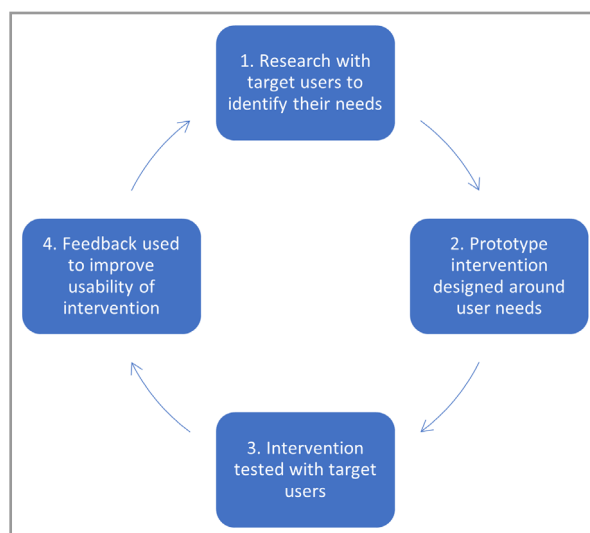 1. Research with
target users to
identify their needs
2. Prototype
intervention
designed around
user needs
3. Intervention
tested with target
users
4. Feedback used
to improve
usability of
intervention